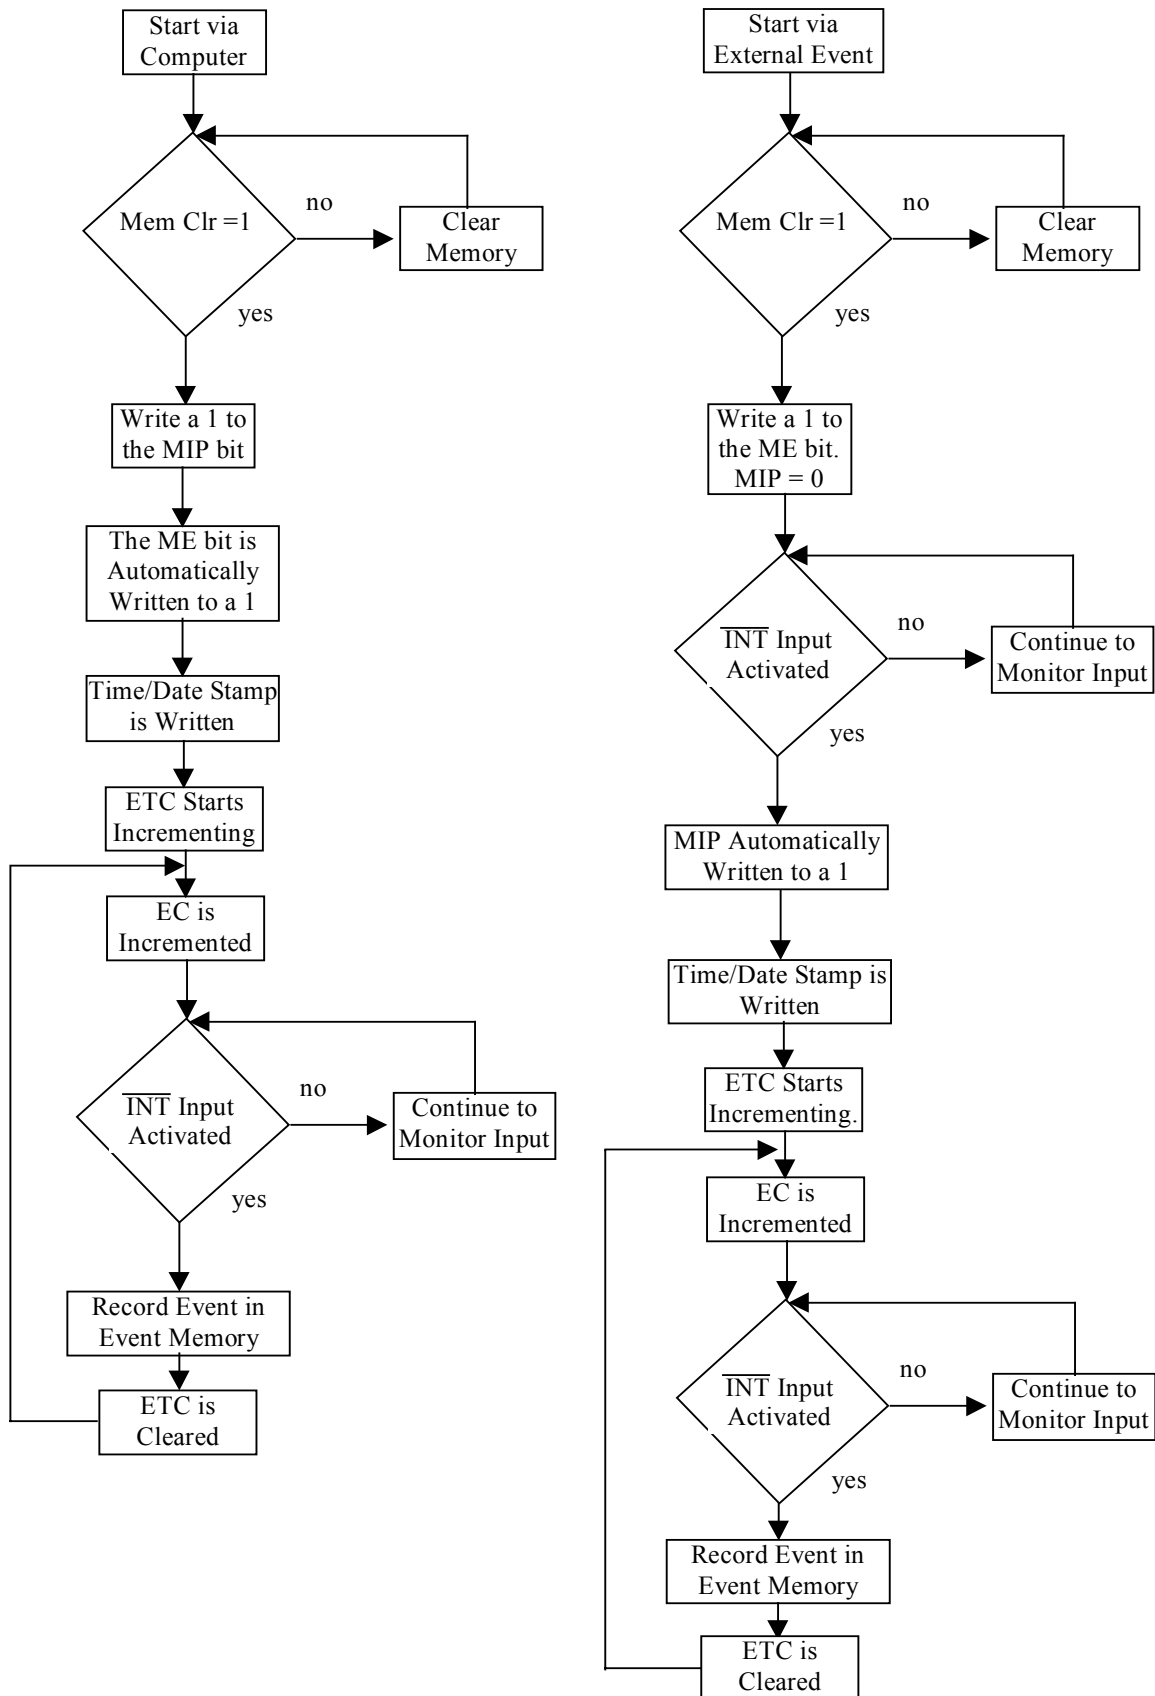 Start via
Computer
Mem Clr =1
no
Clear
Memory
yes
Write a 1 to
the MIP bit
The ME bit is
Automatically
Written to a 1
Time/Date Stamp
is Written
ETC Starts
Incrementing
EC is
Incremented
I̅N̅T̅ Input
Activated
no
Continue to
Monitor Input
yes
Record Event in
Event Memory
ETC is
Cleared
Start via
External Event
Mem Clr =1
no
Clear
Memory
yes
Write a 1 to
the ME bit.
MIP = 0
I̅N̅T̅ Input
Activated
no
Continue to
Monitor Input
yes
MIP Automatically
Written to a 1
Time/Date Stamp is
Written
ETC Starts
Incrementing.
EC is
Incremented
I̅N̅T̅ Input
Activated
no
Continue to
Monitor Input
yes
Record Event in
Event Memory
ETC is
Cleared